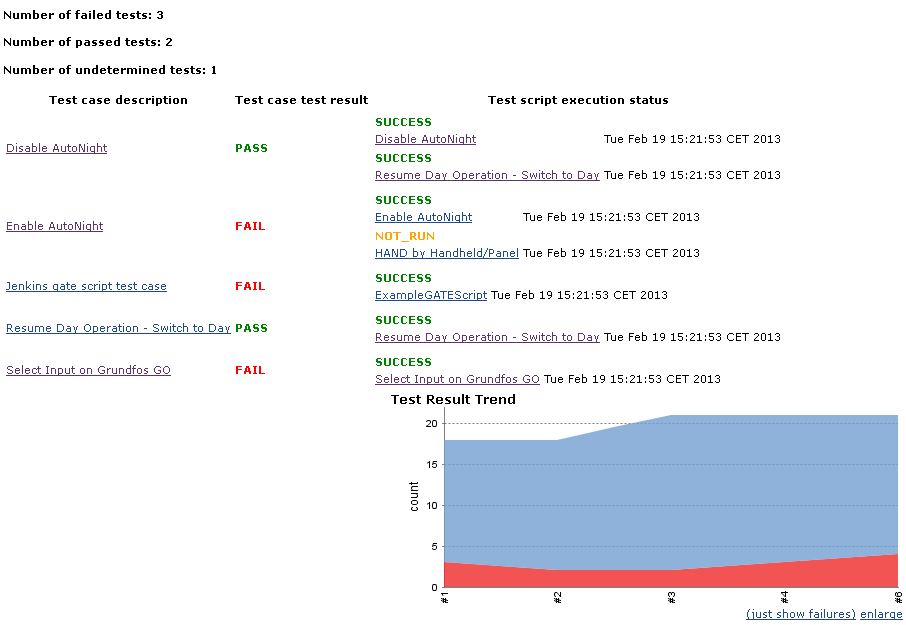 Number of failed tests: 3
Number of passed tests: 2
Number of undetermined tests: 1
Test case description Test case test result Test script execution status
SUCCESS
Disable AutoNight PASS Disable AutoNight Tue Feb 19 15:21:53 CET 2013
SUCCESS
Resume Day Operation - Switch to Day Tue Feb 19 15:21:53 CET 2013
SUCCESS
Enable AutoNight FAIL Enable AutoNight Tue Feb 19 15:21:53 CET 2013
NOT_RUN
HAND by Handheld/Panel Tue Feb 19 15:21:53 CET 2013
SUCCESS
Jenkins gate script test case FAIL ExampleGATEScript Tue Feb 19 15:21:53 CET 2013
SUCCESS
Resume Day Operation - Switch to Day PASS Resume Day Operation - Switch to Day Tue Feb 19 15:21:53 CET 2013
SUCCESS
Select Input on Grundfos GO FAIL Select Input on Grundfos GO Tue Feb 19 15:21:53 CET 2013
Test Result Trend
20
15
10
5
0
count
#1 #2 #3 #4 #6
(just show failures) enlarge